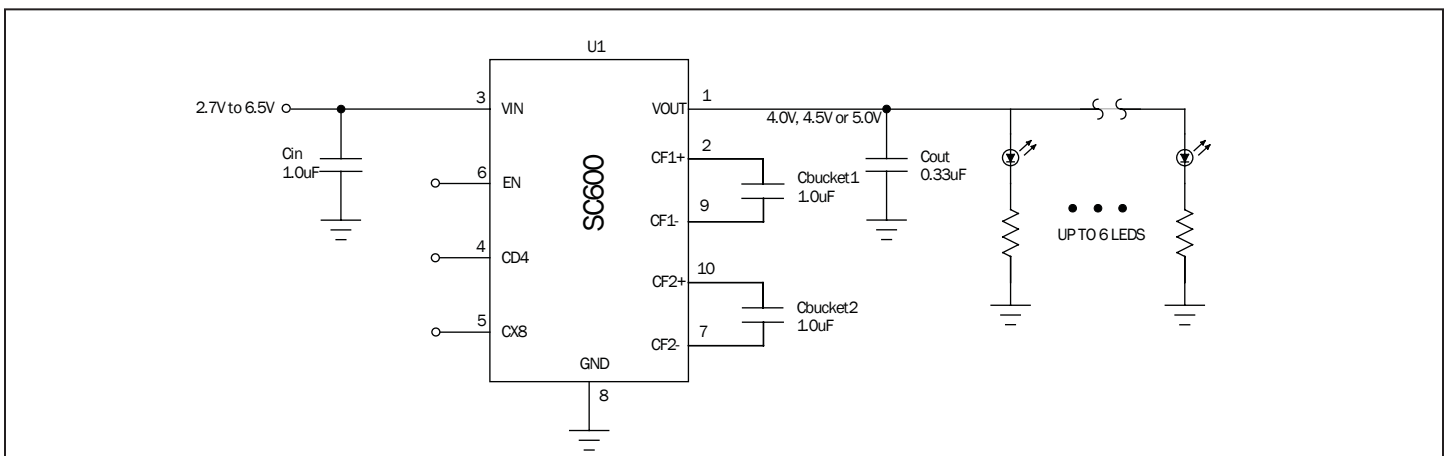 U1
2.7V to 6.5V
3
VIN
VOUT
1
4.0V, 4.5V or 5.0V
Cin
1.0uF
6
EN
SC600
CF1+
2
Cbucket1
1.0uF
9
CF1-
Cout
0.33uF
4
CD4
UP TO 6 LEDS
CF2+
10
Cbucket2
1.0uF
5
CX8
CF2-
7
GND
8